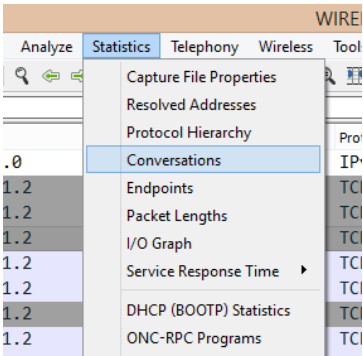 WIRE
Analyze Statistics Telephony Wireless Tool
Capture File Properties
Resolved Addresses
Protocol Hierarchy Pro
.0 Conversations IP
1.2 Endpoints TC
1.2 Packet Lengths TC
1.2 I/O Graph TC
1.2 Service Response Time TC
1.2 TC
1.2 DHCP (BOOTP) Statistics TC
1.2 ONC-RPC Programs TC